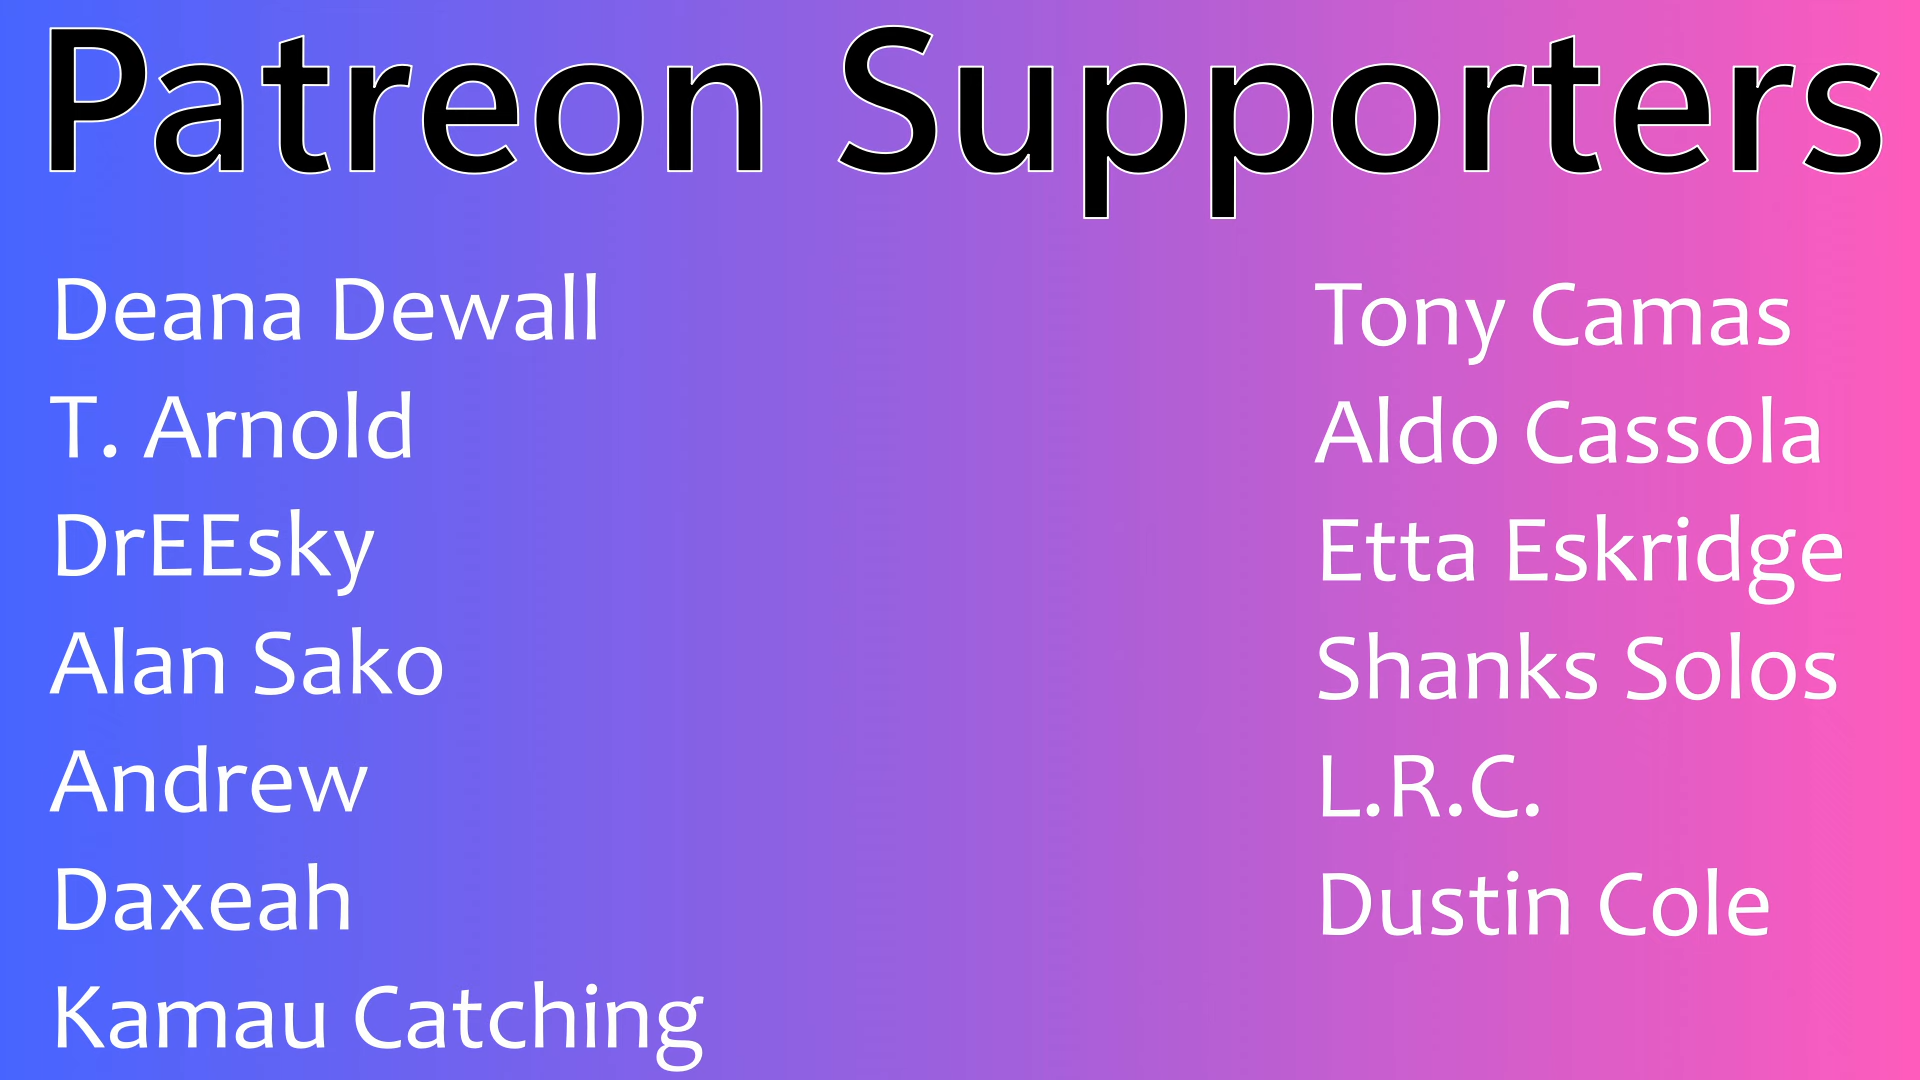 Patreon Supporters
Deana Dewall
T. Arnold
DrEEsky
Alan Sako
Andrew
Daxeah
Kamau Catching
Tony Camas
Aldo Cassola
Etta Eskridge
Shanks Solos
L.R.C.
Dustin Cole